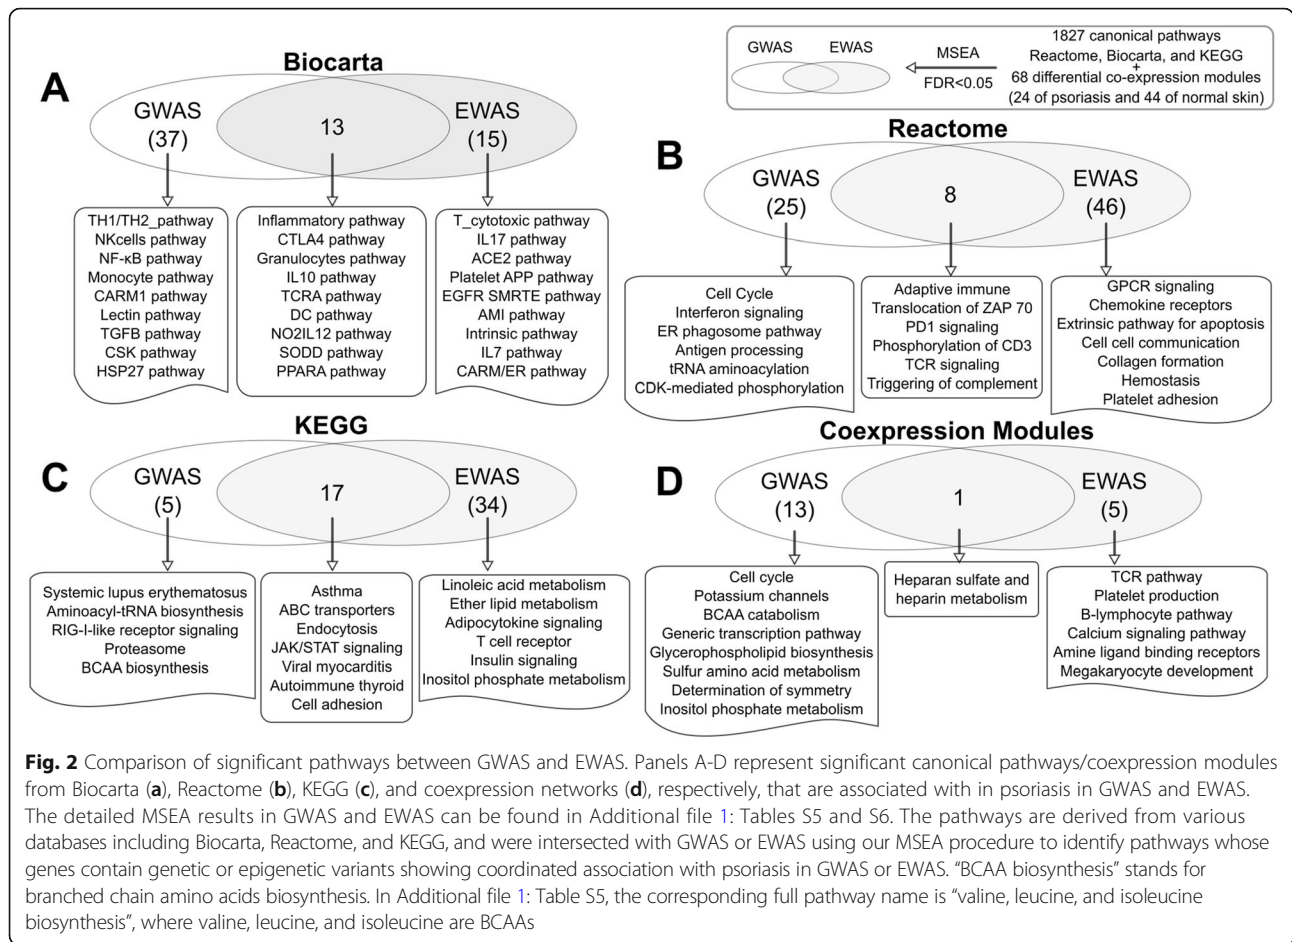 GWAS
EWAS
MSEA
FDR<0.05
1827 canonical pathways
Reactome, Biocarta, and KEGG
+
68 differential co-expression modules
(24 of psoriasis and 44 of normal skin)
A
Biocarta
GWAS
(37)
13
EWAS
(15)
TH1/TH2_pathway
NKcells pathway
NF-κB pathway
Monocyte pathway
CARM1 pathway
Lectin pathway
TGFB pathway
CSK pathway
HSP27 pathway
Inflammatory pathway
CTLA4 pathway
Granulocytes pathway
IL10 pathway
TCRA pathway
DC pathway
NO2IL12 pathway
SODD pathway
PPARA pathway
T_cytotoxic pathway
IL17 pathway
ACE2 pathway
Platelet APP pathway
EGFR SMRTE pathway
AMI pathway
Intrinsic pathway
IL7 pathway
CARM/ER pathway
B
Reactome
GWAS
(25)
8
EWAS
(46)
Cell Cycle
Interferon signaling
ER phagosome pathway
Antigen processing
tRNA aminoacylation
CDK-mediated phosphorylation
Adaptive immune
Translocation of ZAP 70
PD1 signaling
Phosphorylation of CD3
TCR signaling
Triggering of complement
GPCR signaling
Chemokine receptors
Extrinsic pathway for apoptosis
Cell cell communication
Collagen formation
Hemostasis
Platelet adhesion
C
KEGG
GWAS
(5)
17
EWAS
(34)
Systemic lupus erythematosus
Aminoacyl-tRNA biosynthesis
RIG-I-like receptor signaling
Proteasome
BCAA biosynthesis
Asthma
ABC transporters
Endocytosis
JAK/STAT signaling
Viral myocarditis
Autoimmune thyroid
Cell adhesion
Linoleic acid metabolism
Ether lipid metabolism
Adipocytokine signaling
T cell receptor
Insulin signaling
Inositol phosphate metabolism
D
Coexpression Modules
GWAS
(13)
1
EWAS
(5)
Cell cycle
Potassium channels
BCAA catabolism
Generic transcription pathway
Glycerophospholipid biosynthesis
Sulfur amino acid metabolism
Determination of symmetry
Inositol phosphate metabolism
Heparan sulfate and
heparin metabolism
TCR pathway
Platelet production
B-lymphocyte pathway
Calcium signaling pathway
Amine ligand binding receptors
Megakaryocyte development
Fig. 2 Comparison of significant pathways between GWAS and EWAS. Panels A-D represent significant canonical pathways/coexpression modules
from Biocarta (a), Reactome (b), KEGG (c), and coexpression networks (d), respectively, that are associated with in psoriasis in GWAS and EWAS.
The detailed MSEA results in GWAS and EWAS can be found in Additional file 1: Tables S5 and S6. The pathways are derived from various
databases including Biocarta, Reactome, and KEGG, and were intersected with GWAS or EWAS using our MSEA procedure to identify pathways whose
genes contain genetic or epigenetic variants showing coordinated association with psoriasis in GWAS or EWAS. “BCAA biosynthesis” stands for
branched chain amino acids biosynthesis. In Additional file 1: Table S5, the corresponding full pathway name is “valine, leucine, and isoleucine
biosynthesis”, where valine, leucine, and isoleucine are BCAAs